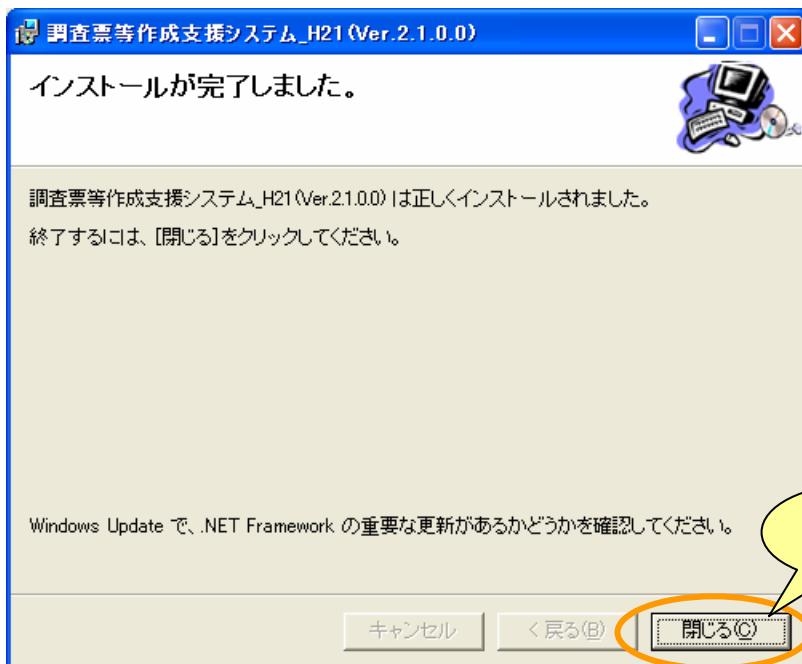 調査票等作成支援システム_H21(Ver.2.1.0.0)
インストールが完了しました。
調査票等作成支援システム_H21(Ver.2.1.0.0) は正しくインストールされました。
終了するには、[閉じる]をクリックしてください。
Windows Update で、.NET Framework の重要な更新があるかどうかを確認してください。
キャンセル
< 戻る(B)
閉じる(C)